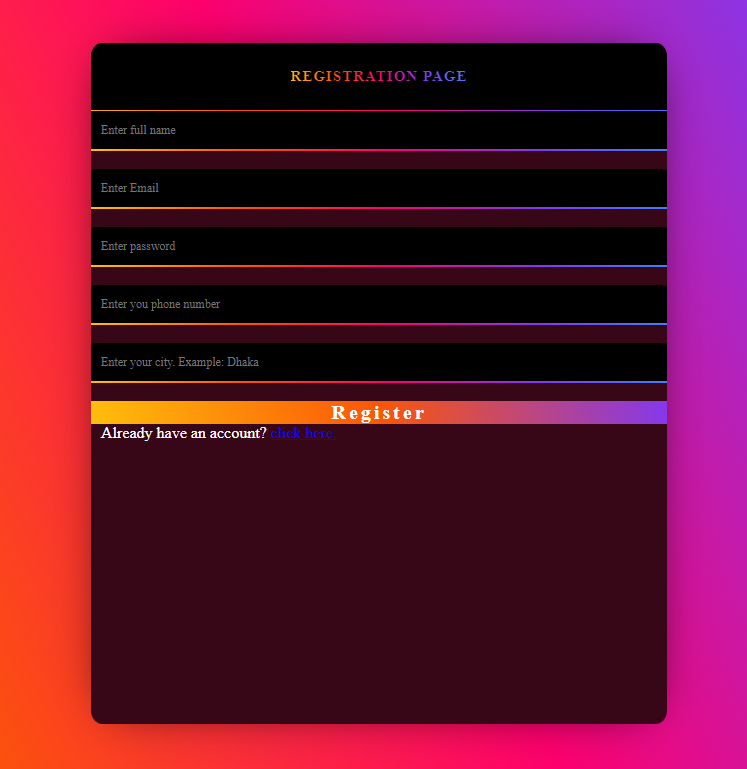 REGISTRATION PAGE
Enter full name
Enter Email
Enter password
Enter you phone number
Enter your city. Example: Dhaka
Register
Already have an account? click here